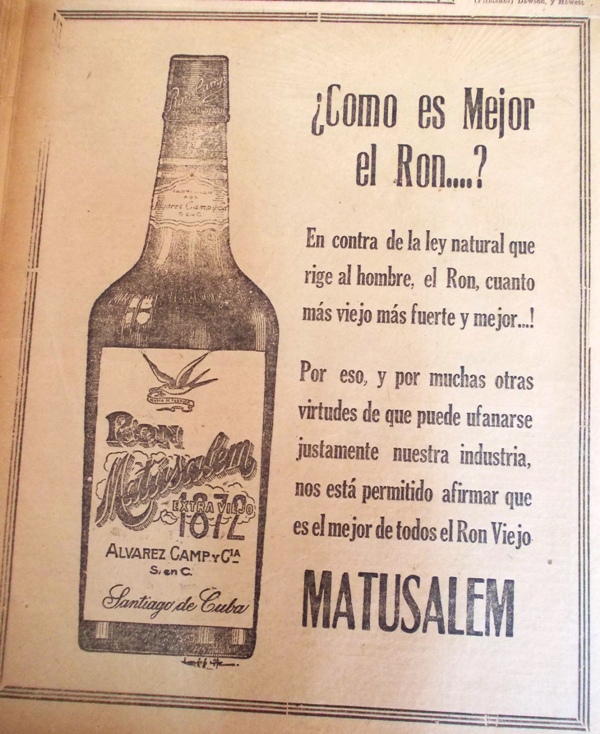 (Firmando) Dawson, y Howell
¿Como es Mejor
el Ron....?
En contra de la ley natural que
rige al hombre, el Ron, cuanto
más viejo más fuerte y mejor...!
Por eso, y por muchas otras
virtudes de que puede ufanarse
justamente nuestra industria,
nos está permitido afirmar que
es el mejor de todos el Ron Viejo
MATUSALEM
Alvarez Camp y C
S. en C.
RON
Matusalem
EXTRA VIEJO
1872
ALVAREZ CAMP Y CIA
S. en C.
Santiago de Cuba